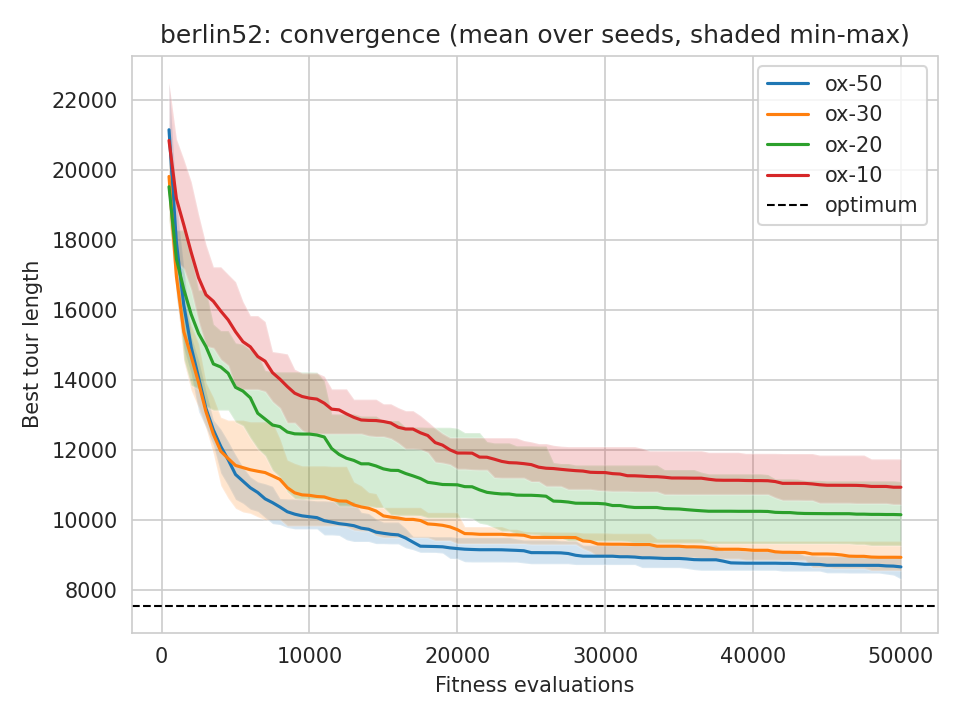 berlin52: convergence (mean over seeds, shaded min-max)
ox-50
ox-30
ox-20
ox-10
optimum
Best tour length
22000
20000
18000
16000
14000
12000
10000
8000
0 10000 20000 30000 40000 50000
Fitness evaluations